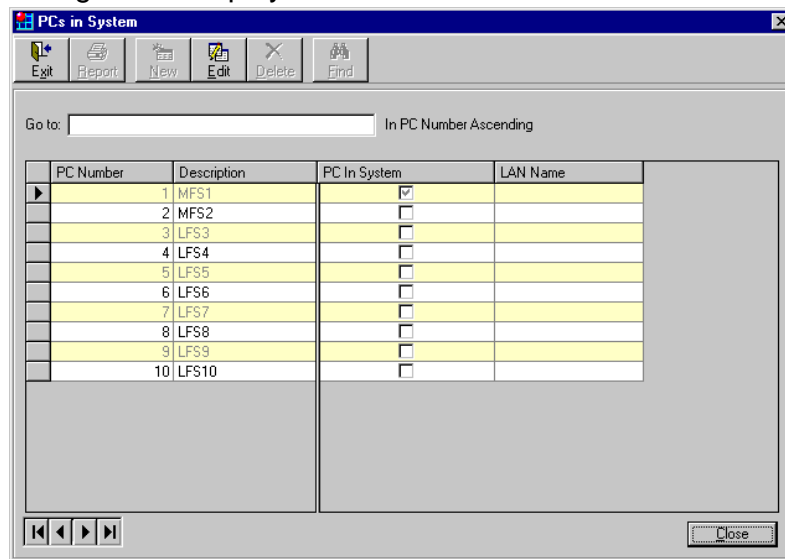 PCs in System
Exit Report New Edit Delete Find
Go to: In PC Number Ascending
PC Number Description PC In System LAN Name
1 MFS1
2 MFS2
3 LFS3
4 LFS4
5 LFS5
6 LFS6
7 LFS7
8 LFS8
9 LFS9
10 LFS10
Close